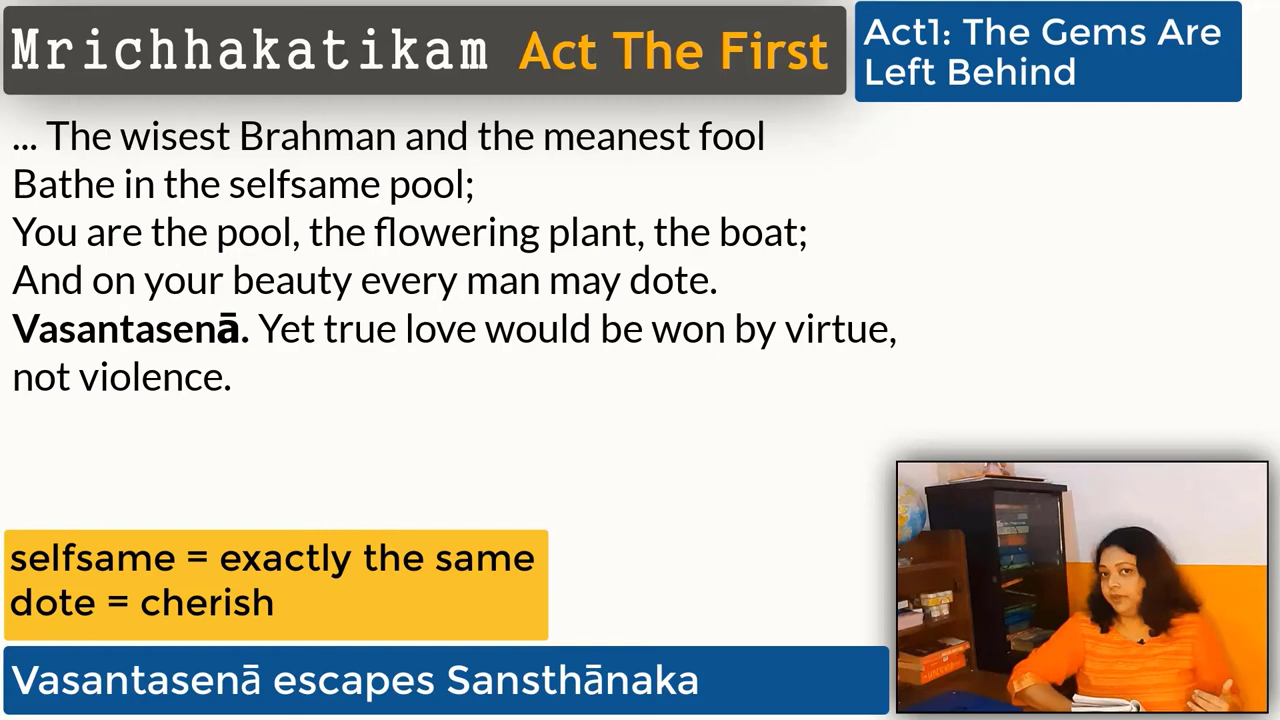 Mrichhakatikam Act The First
Act1: The Gems Are
Left Behind
... The wisest Brahman and the meanest fool
Bathe in the selfsame pool;
You are the pool, the flowering plant, the boat;
And on your beauty every man may dote.
Vasantasenā. Yet true love would be won by virtue,
not violence.
selfsame = exactly the same
dote = cherish
Vasantasenā escapes Sansthānaka